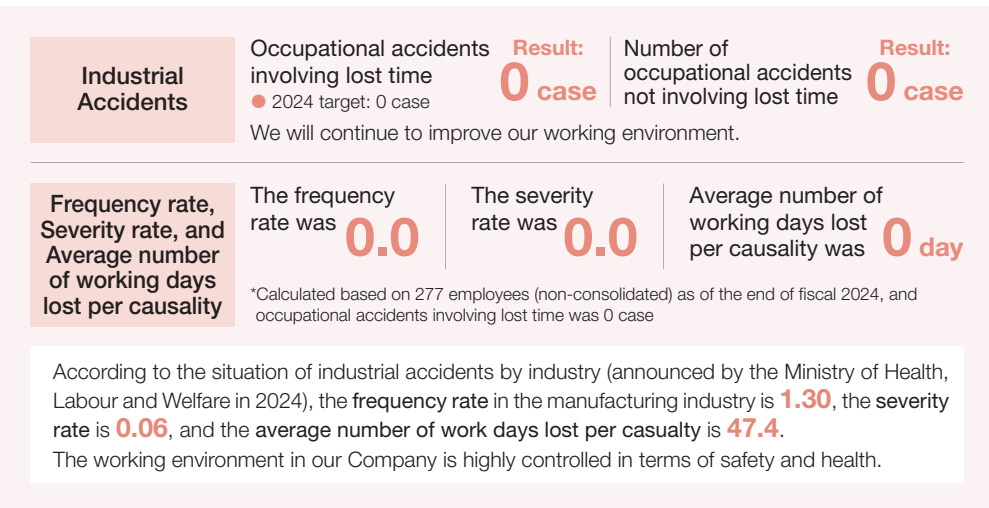 Industrial
Accidents
Occupational accidents
involving lost time
● 2024 target: 0 case
Result:
0 case
Number of
occupational accidents
not involving lost time
Result:
0 case
We will continue to improve our working environment.
Frequency rate,
Severity rate, and
Average number
of working days
lost per causality
The frequency
rate was 0.0
The severity
rate was 0.0
Average number of
working days lost
per causality was 0 day
*Calculated based on 277 employees (non-consolidated) as of the end of fiscal 2024, and
occupational accidents involving lost time was 0 case
According to the situation of industrial accidents by industry (announced by the Ministry of Health,
Labour and Welfare in 2024), the frequency rate in the manufacturing industry is 1.30, the severity
rate is 0.06, and the average number of work days lost per casualty is 47.4.
The working environment in our Company is highly controlled in terms of safety and health.